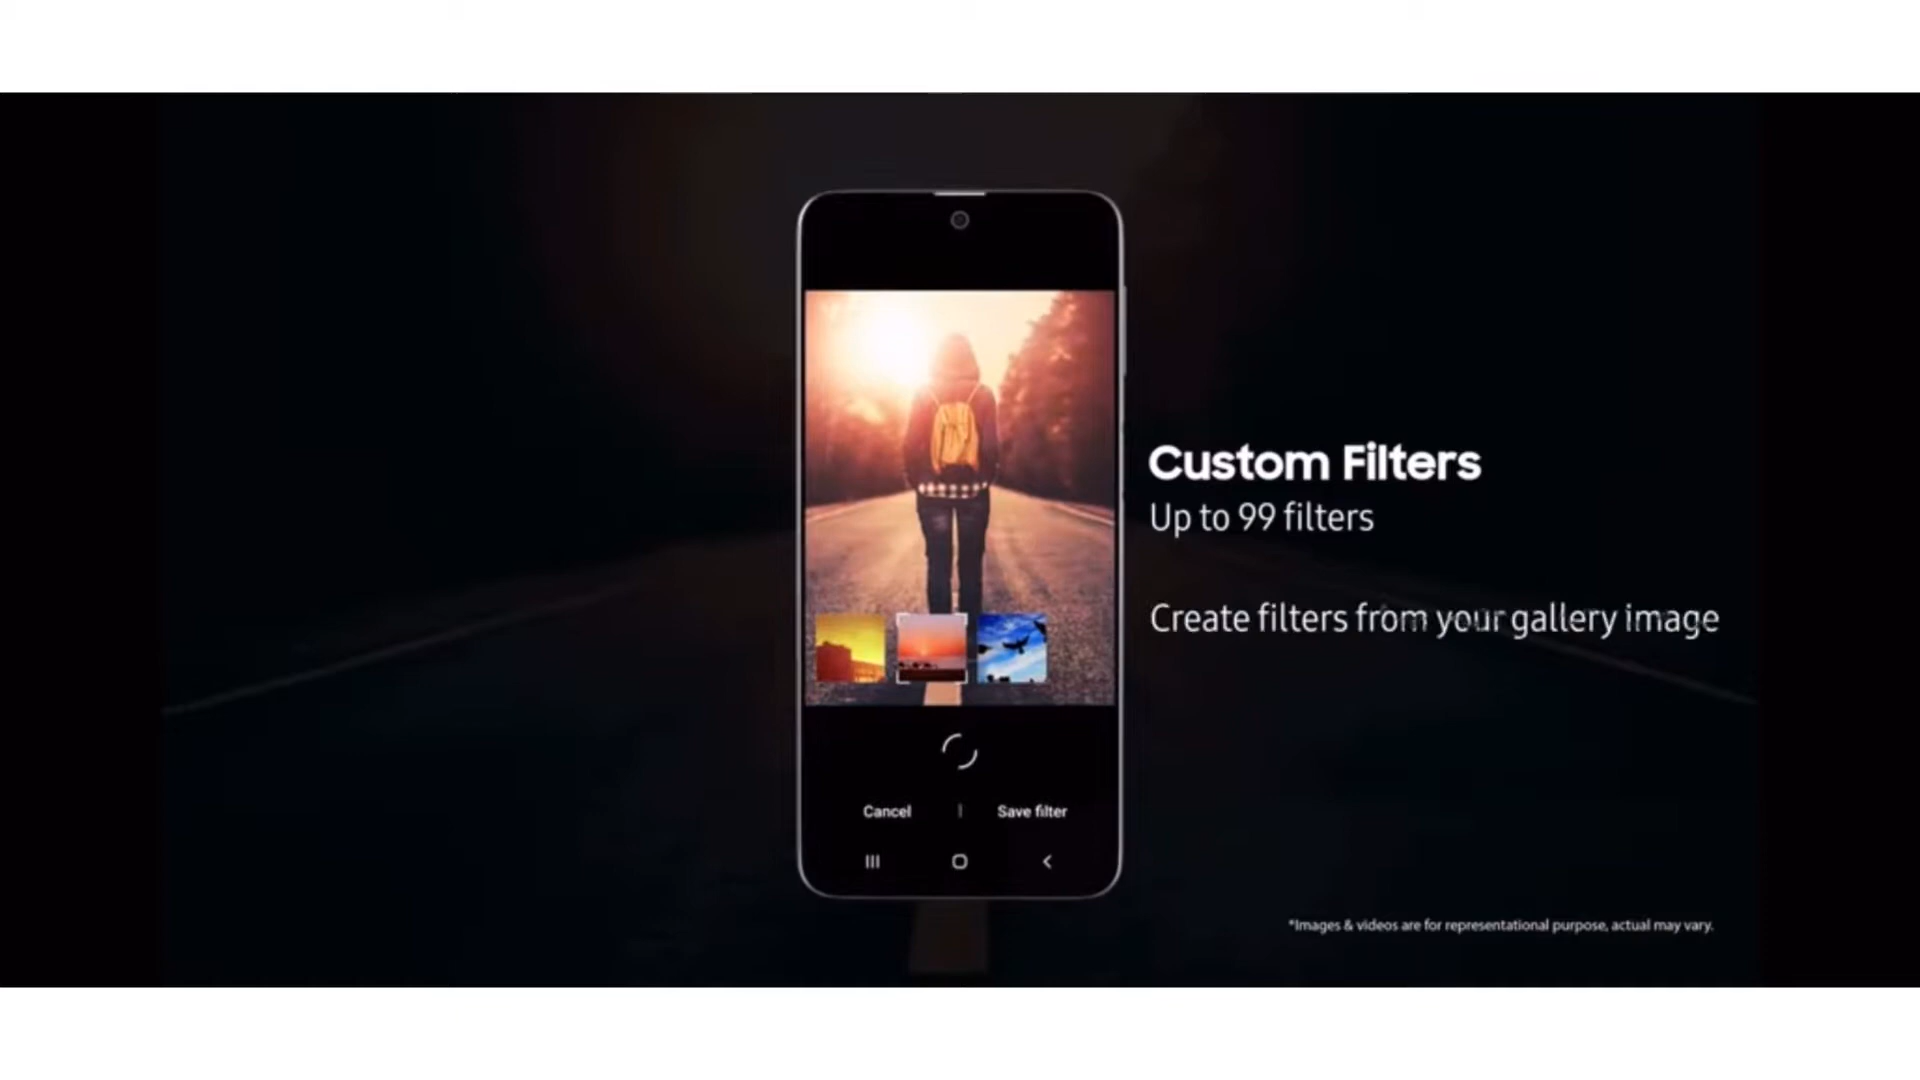 Custom Filters
Up to 99 filters
Create filters from your gallery image
Cancel | Save filter
*Images & videos are for representational purpose, actual may vary.